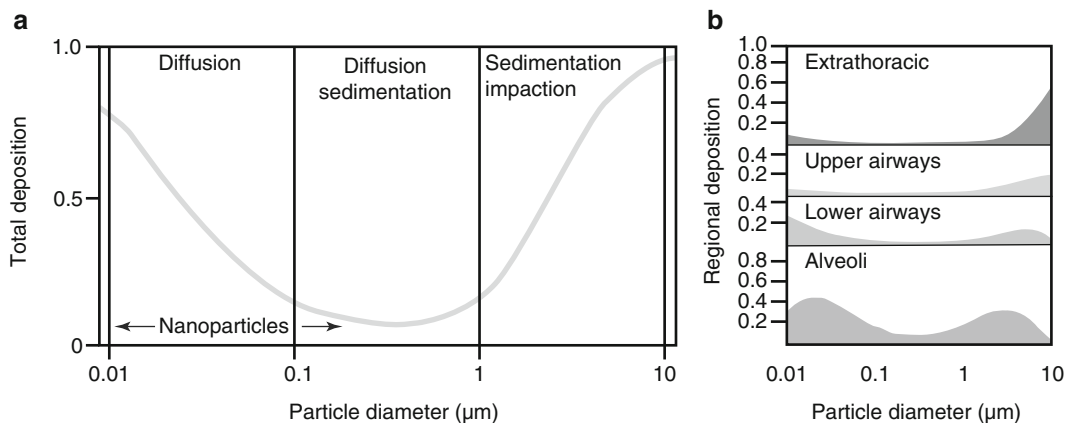 a
1.0
0.5
0
Total deposition
Diffusion
Diffusion
sedimentation
Sedimentation
impaction
Nanoparticles
0.01
0.1
1
10
Particle diameter (μm)
b
Regional deposition
1.0
0.8
0.6
0.4
0.2
Extrathoracic
0.4
0.2
Upper airways
0.4
0.2
Lower airways
0.8
0.6
0.4
0.2
Alveoli
0.01
0.1
1
10
Particle diameter (μm)